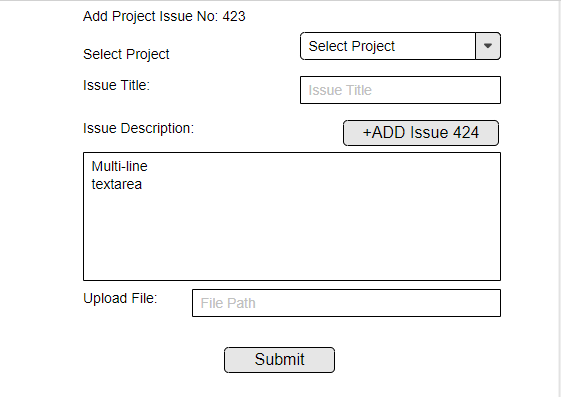 Add Project Issue No: 423
Select Project
Select Project
Issue Title:
Issue Title
Issue Description:
+ADD Issue 424
Multi-line
textarea
Upload File:
File Path
Submit